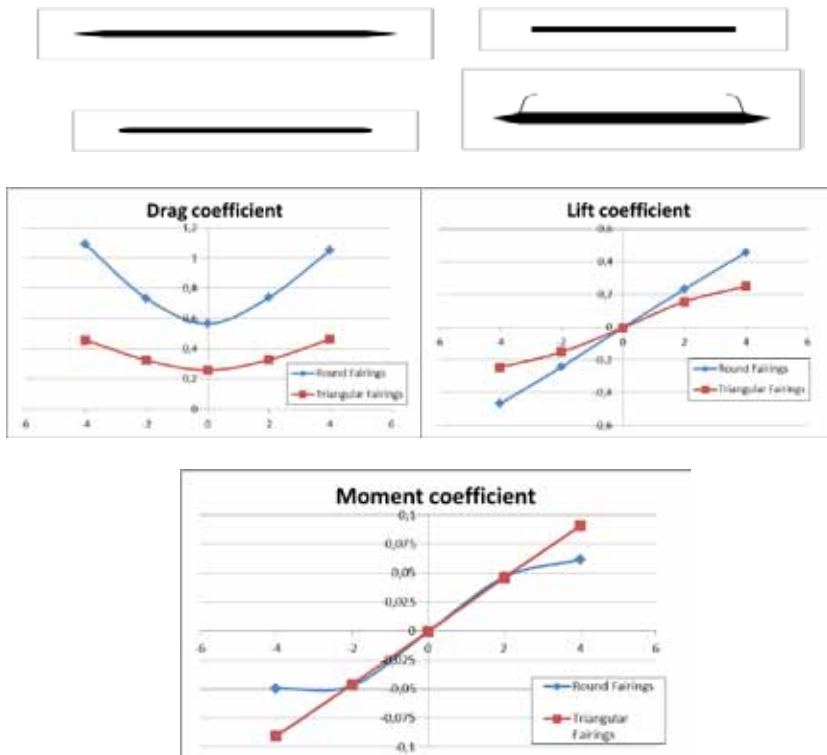 Drag coefficient
1,2
1
0,8
0,6
0,4
0,2
0
-6 -4 -2 0 2 4 6
Round Fairings
Triangular Fairings
Lift coefficient
0,6
0,4
0,2
0
-0,2
-0,4
-0,6
-6 -4 -2 0 2 4 6
Round Fairings
Triangular Fairings
Moment coefficient
0,1
0,075
0,05
0,025
0
-0,025
-0,05
-0,075
-0,1
-6 -4 -2 0 2 4 6
Round Fairings
Triangular
Fairings